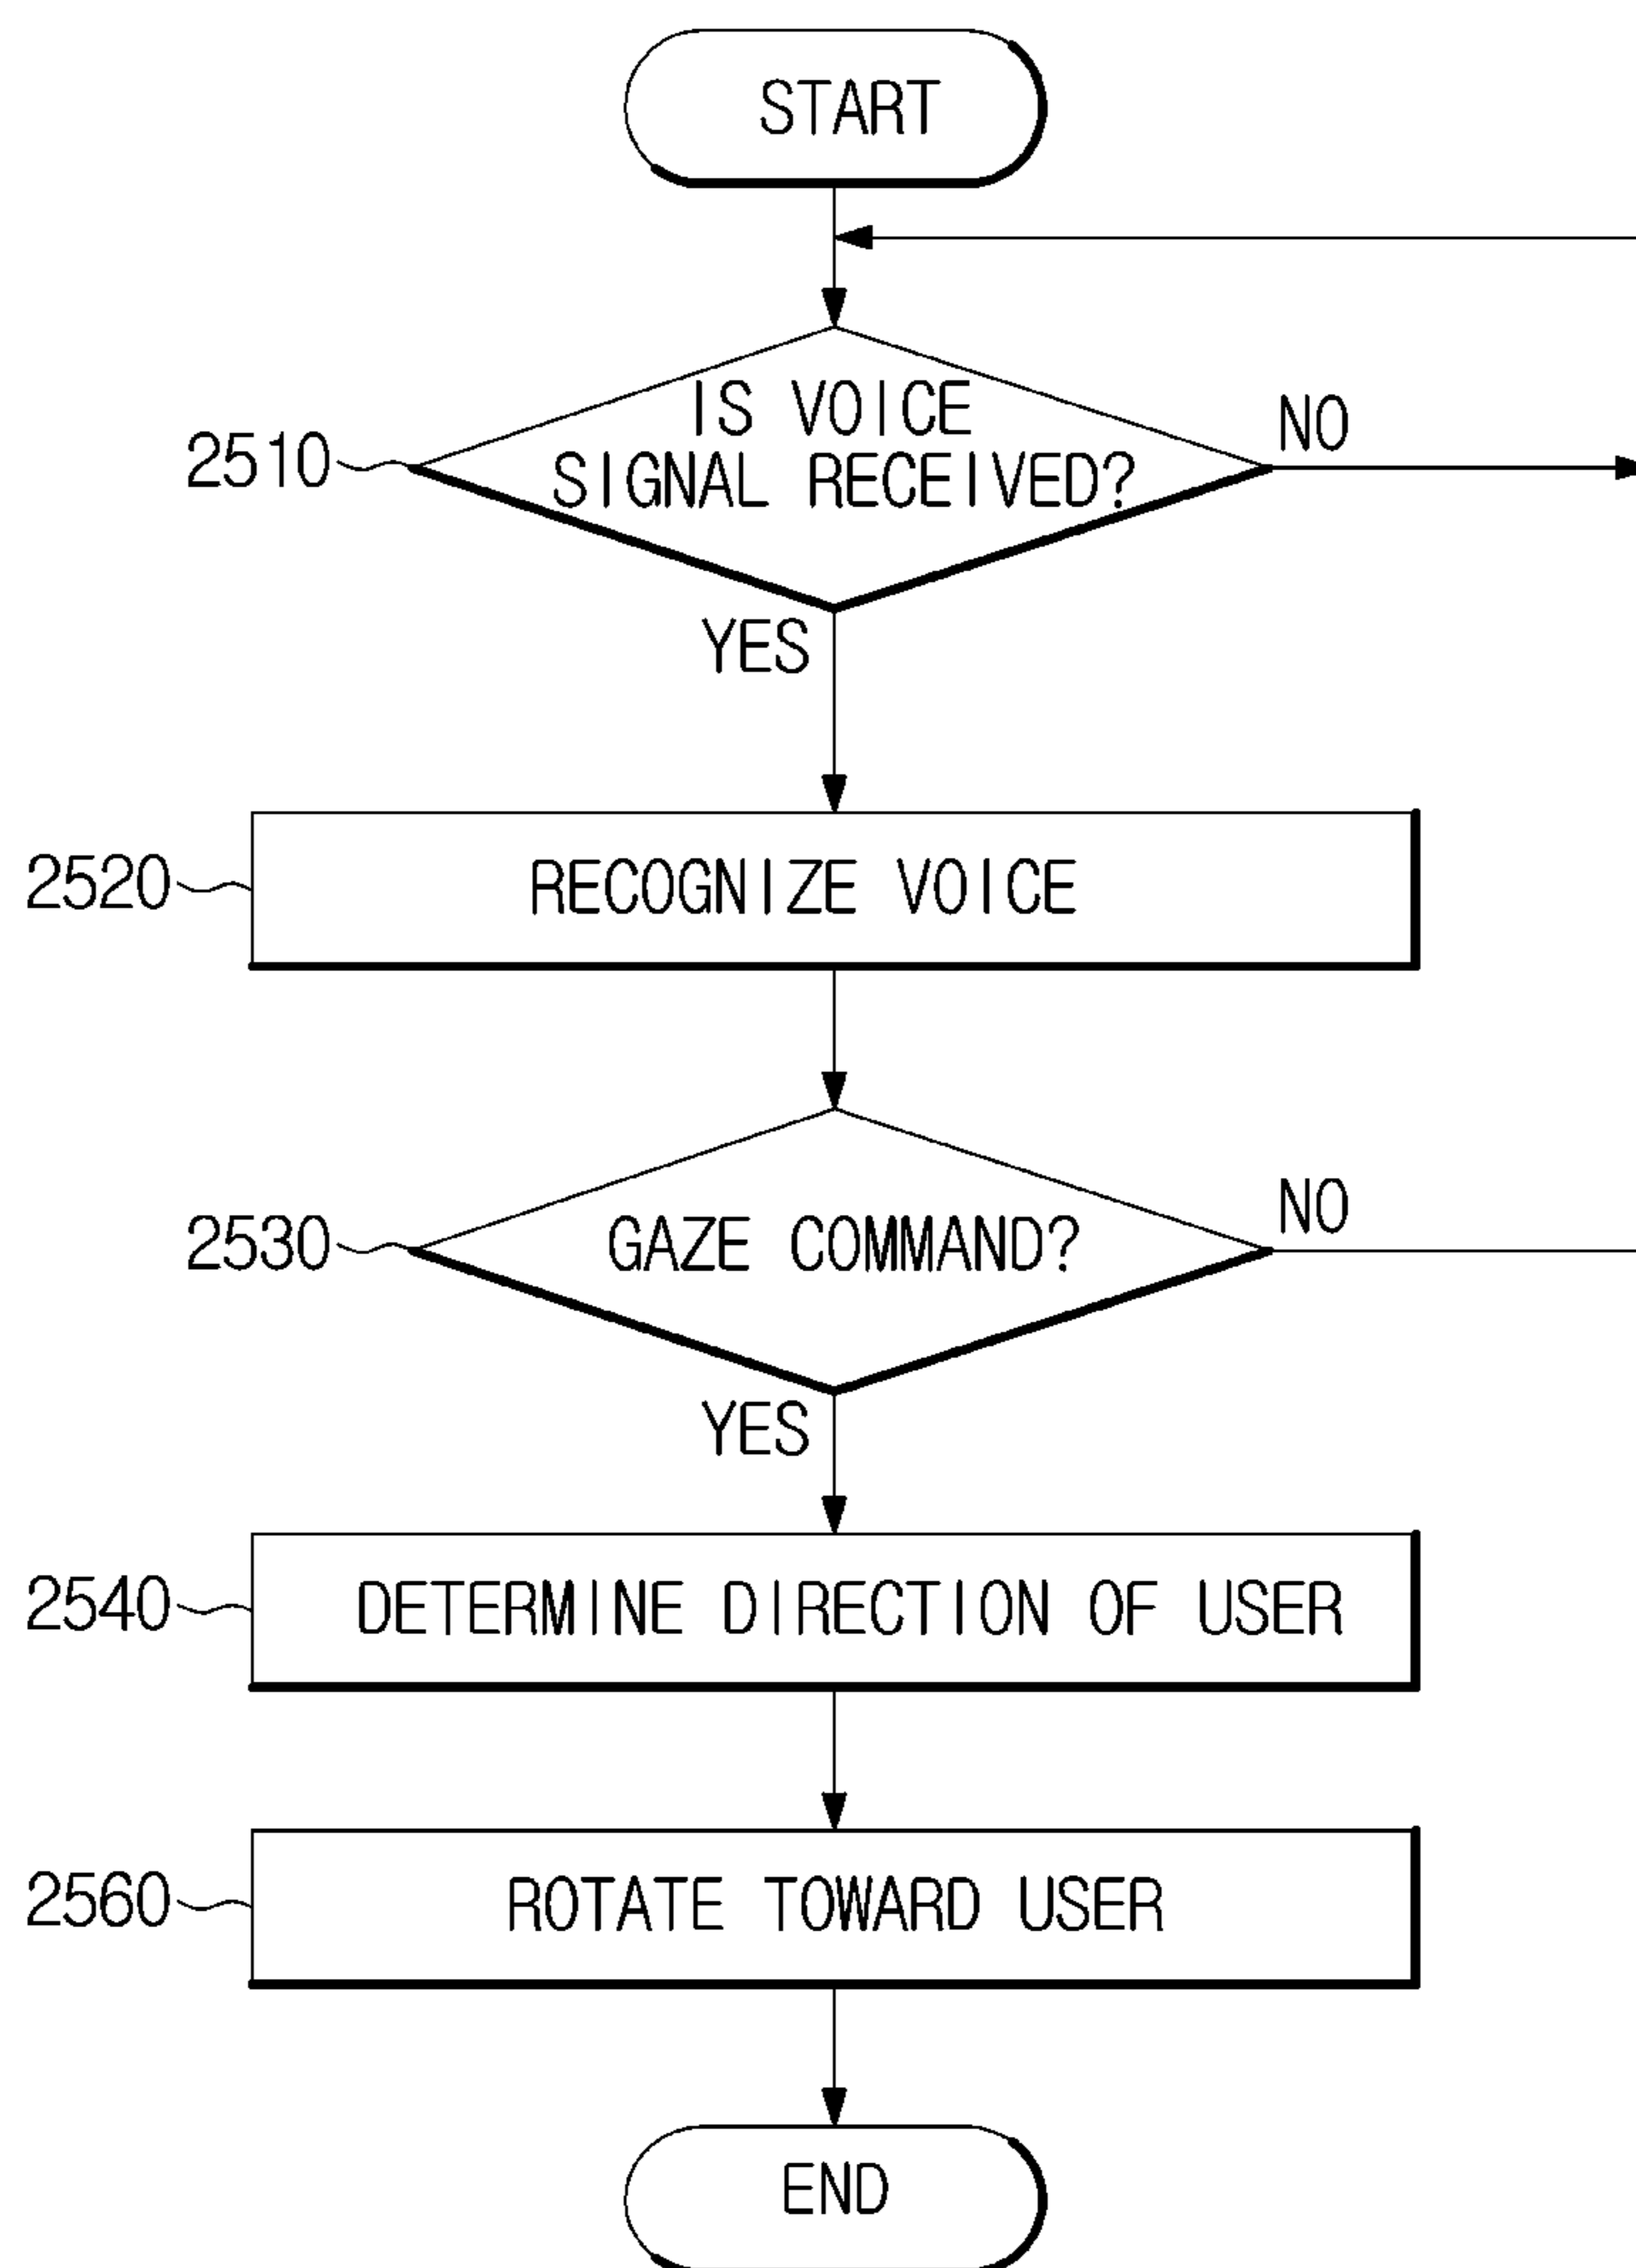 START
IS VOICE
SIGNAL RECEIVED?
NO
2510
YES
2520
RECOGNIZE VOICE
2530
GAZE COMMAND?
NO
YES
2540
DETERMINE DIRECTION OF USER
2560
ROTATE TOWARD USER
END